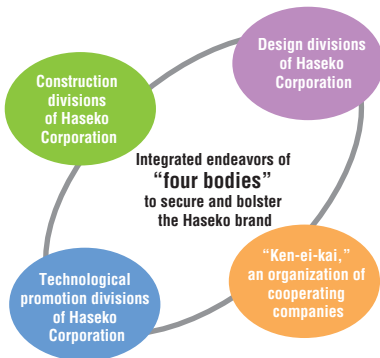 Design divisions
of Haseko
Corporation
Construction
divisions
of Haseko
Corporation
Integrated endeavors of
“four bodies”
to secure and bolster
the Haseko brand
“Ken-ei-kai,”
an organization of
cooperating
companies
Technological
promotion divisions
of Haseko
Corporation